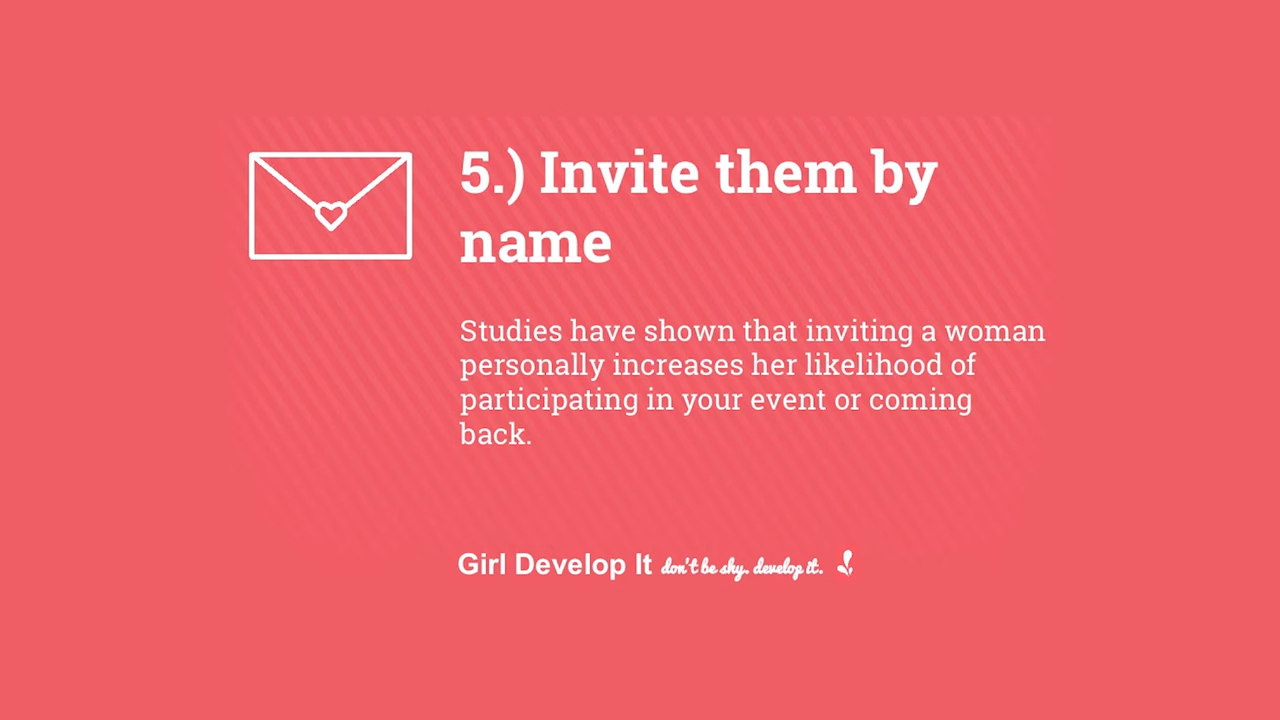 5.) Invite them by
name
Studies have shown that inviting a woman
personally increases her likelihood of
participating in your event or coming
back.
Girl Develop It don't be shy. develop it.